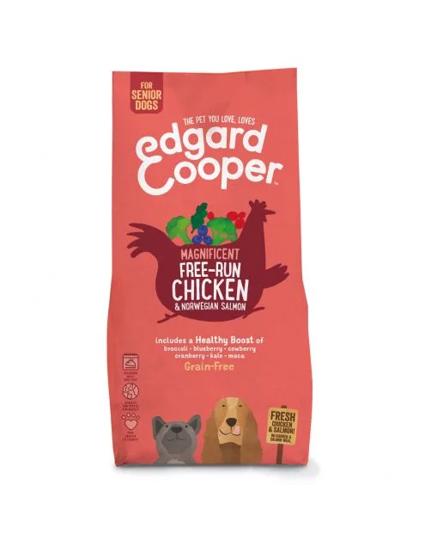 FOR
SENIOR
DOGS
THE PET YOU LOVE, LOVES
Edgard
Cooper™
MAGNIFICENT
FREE-RUN
CHICKEN
& NORWEGIAN SALMON
includes a Healthy Boost of
broccoli • blueberry • cowberry
cranberry • kale • maca
Grain-Free
FRESH
CHICKEN
& SALMON!